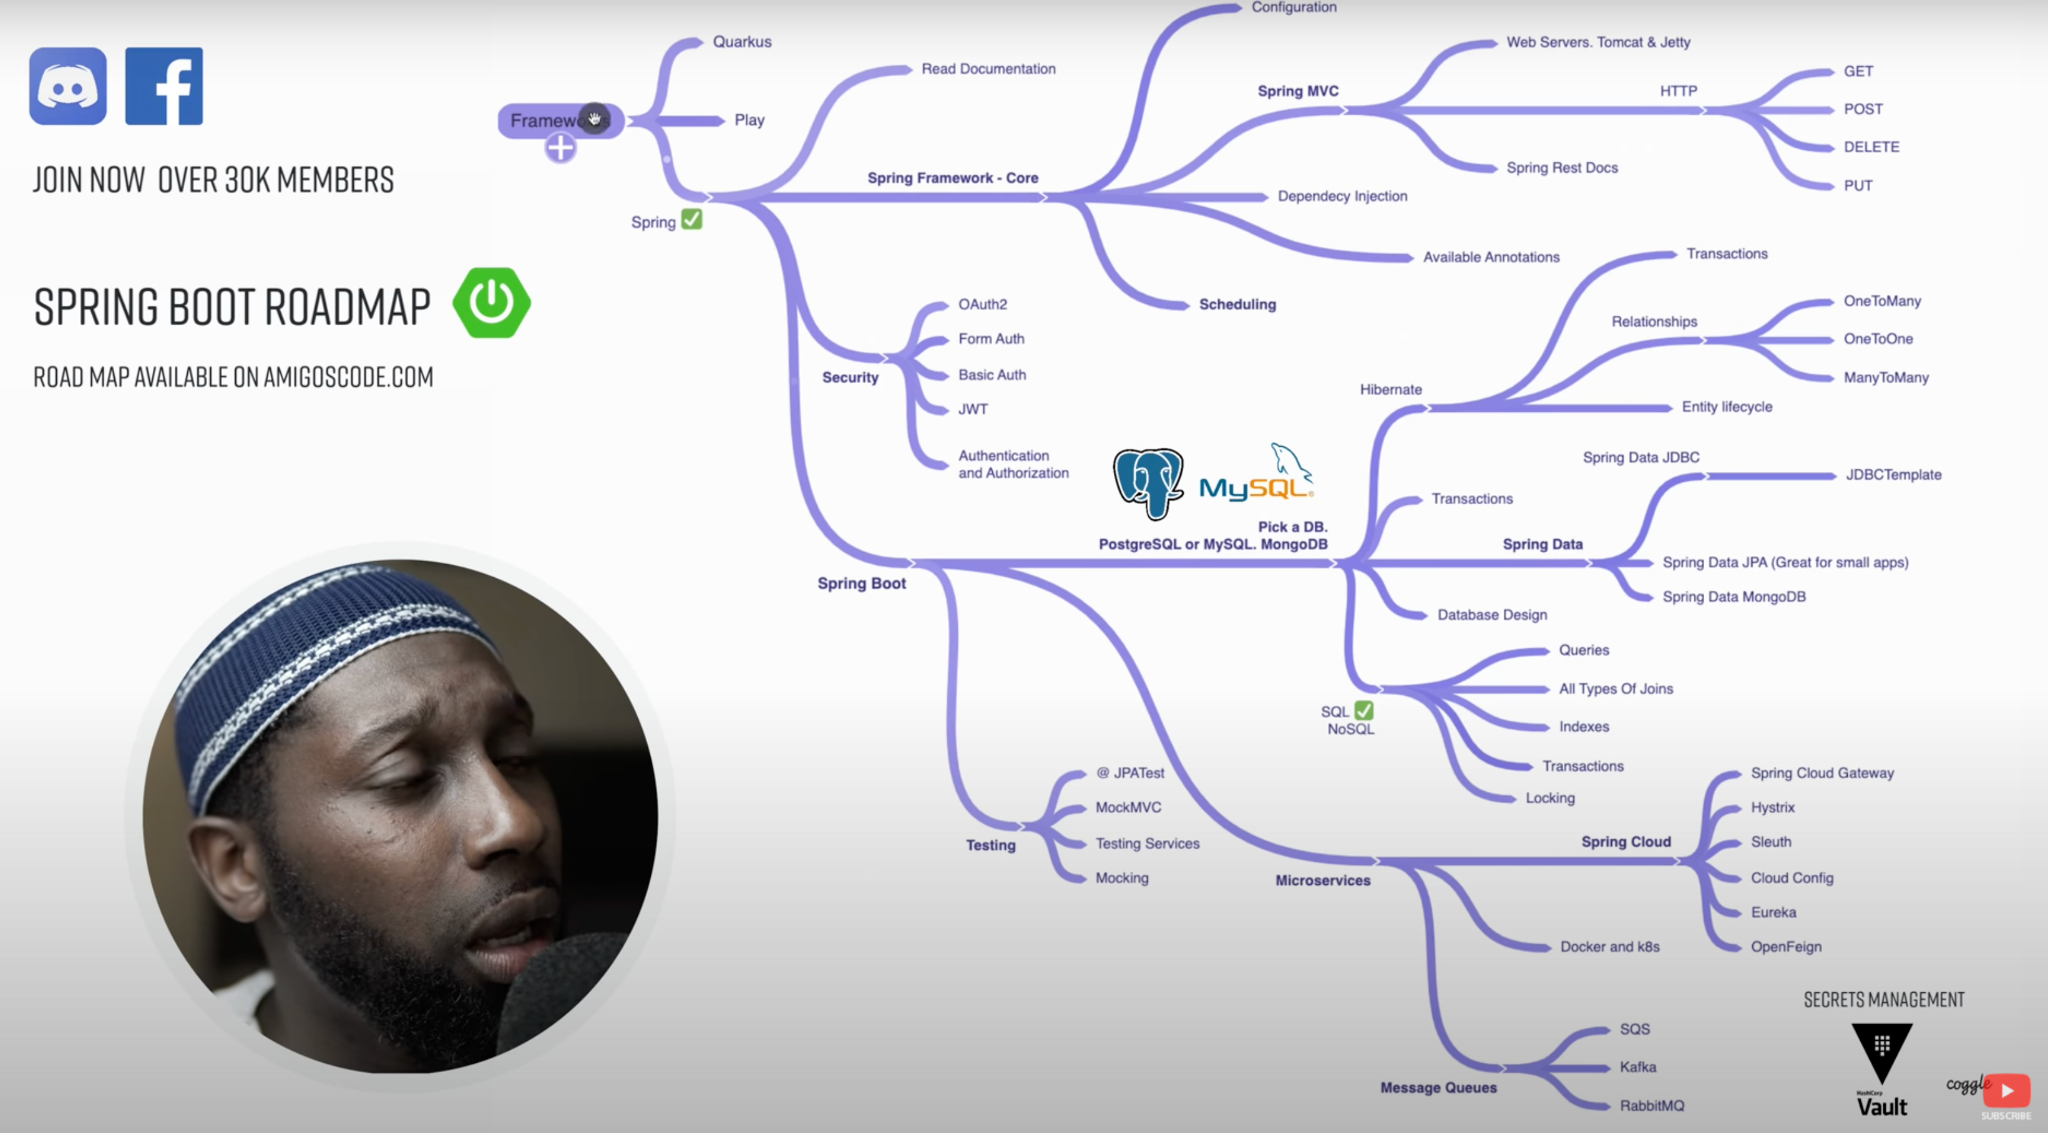 JOIN NOW OVER 30K MEMBERS
SPRING BOOT ROADMAP
ROAD MAP AVAILABLE ON AMIGOSCODE.COM
Quarkus
Play
Spring ✅
Read Documentation
Spring Framework - Core
Configuration
Spring MVC
Web Servers. Tomcat & Jetty
HTTP
GET
POST
DELETE
PUT
Spring Rest Docs
Dependecy Injection
Available Annotations
Scheduling
Security
OAuth2
Form Auth
Basic Auth
JWT
Authentication
and Authorization
Spring Boot
MySQL
Pick a DB.
PostgreSQL or MySQL. MongoDB
Hibernate
Transactions
Relationships
OneToMany
OneToOne
ManyToMany
Entity lifecycle
Transactions
Spring Data
Spring Data JDBC
JDBCTemplate
Spring Data JPA (Great for small apps)
Spring Data MongoDB
Database Design
SQL ✅
NoSQL
Queries
All Types Of Joins
Indexes
Transactions
Locking
Testing
@ JPATest
MockMVC
Testing Services
Mocking
Microservices
Spring Cloud
Spring Cloud Gateway
Hystrix
Sleuth
Cloud Config
Eureka
OpenFeign
Docker and k8s
Message Queues
SQS
Kafka
RabbitMQ
SECRETS MANAGEMENT
HashiCorp
Vault
SUBSCRIBE